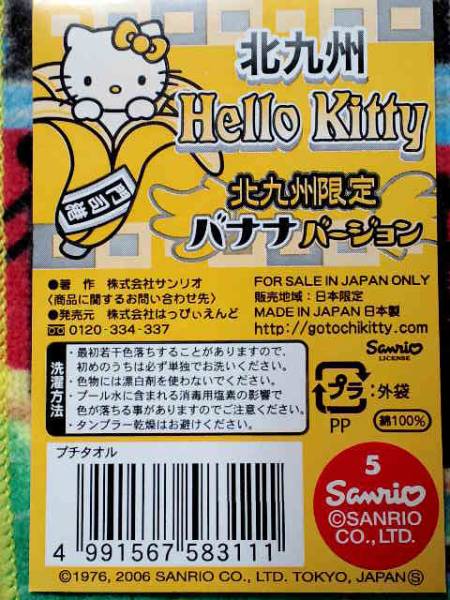 北九州
Hello Kitty
門司港
北九州限定
バナナバージョン
●著 作 株式会社サンリオ
〈商品に関するお問い合わせ先〉
●発売元 株式会社はっぴぃえんど
0120-334-337
FOR SALE IN JAPAN ONLY
販売地域：日本限定
MADE IN JAPAN 日本製
http://gotochikitty.com/
洗濯方法
・最初若干色落ちすることがありますので、
初めのうちは必ず単独でお洗いください。
・色物には漂白剤を使わないでください。
・プール水に含まれる消毒用塩素の影響で
色が落ちる事がありますのでご注意ください。
・タンブラー乾燥はお避けください。
Sanrio
LICENSE
プラ：外袋
PP
綿100%
プチタオル
4 991567 583111
5
Sanrio
©SANRIO
CO., LTD.
©1976, 2006 SANRIO CO., LTD. TOKYO, JAPAN Ⓢ